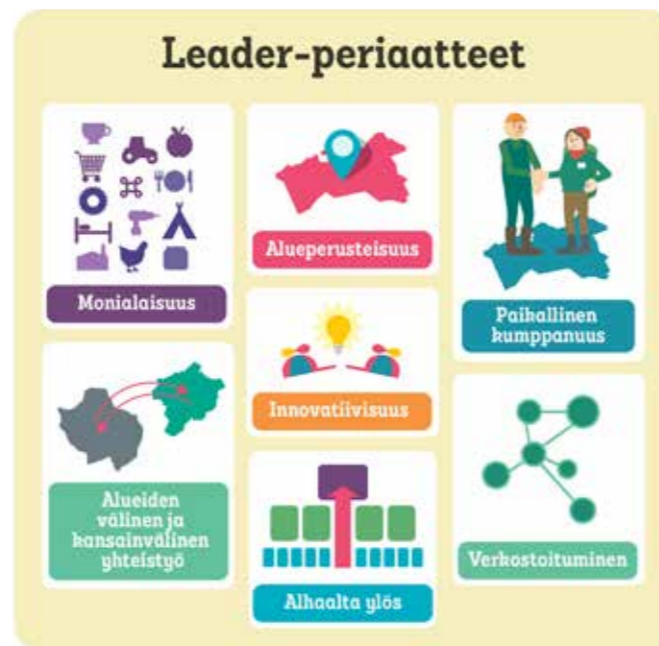 Leader-periaatteet
Monialaisuus
Alueperusteisuus
Paikallinen
kumppanuus
Innovatiivisuus
Alueiden
välinen ja
kansainvälinen
yhteistyö
Alhaalta ylös
Verkostoituminen